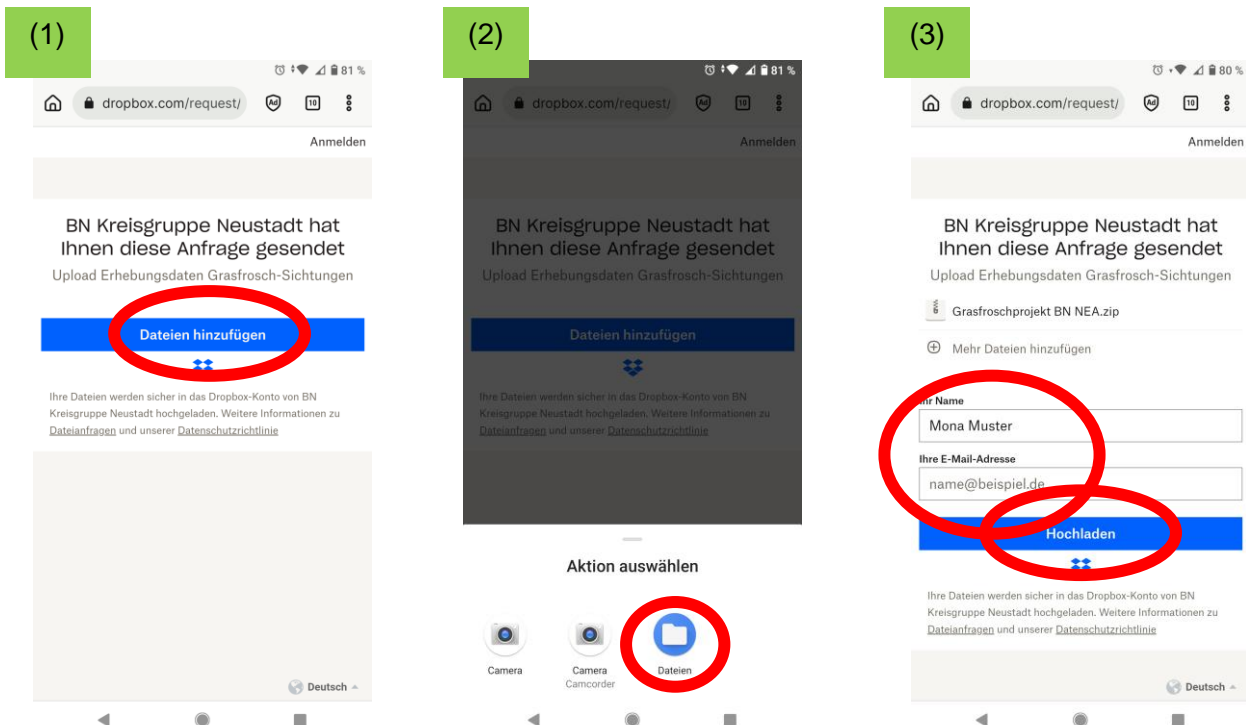 (1)
81 %
dropbox.com/request/
Ad
10
Anmelden
BN Kreisgruppe Neustadt hat
Ihnen diese Anfrage gesendet
Upload Erhebungsdaten Grasfrosch-Sichtungen
Dateien hinzufügen
Ihre Dateien werden sicher in das Dropbox-Konto von BN
Kreisgruppe Neustadt hochgeladen. Weitere Informationen zu
Dateianfragen und unserer Datenschutzrichtlinie
Deutsch
(2)
81 %
dropbox.com/request/
Ad
10
Anmelden
BN Kreisgruppe Neustadt hat
Ihnen diese Anfrage gesendet
Upload Erhebungsdaten Grasfrosch-Sichtungen
Dateien hinzufügen
Ihre Dateien werden sicher in das Dropbox-Konto von BN
Kreisgruppe Neustadt hochgeladen. Weitere Informationen zu
Dateianfragen und unserer Datenschutzrichtlinie
Aktion auswählen
Camera
Camera
Camcorder
Dateien
(3)
80 %
dropbox.com/request/
Ad
10
Anmelden
BN Kreisgruppe Neustadt hat
Ihnen diese Anfrage gesendet
Upload Erhebungsdaten Grasfrosch-Sichtungen
Grasfroschprojekt BN NEA.zip
Mehr Dateien hinzufügen
Ihr Name
Mona Muster
Ihre E-Mail-Adresse
name@beispiel.de
Hochladen
Ihre Dateien werden sicher in das Dropbox-Konto von BN
Kreisgruppe Neustadt hochgeladen. Weitere Informationen zu
Dateianfragen und unserer Datenschutzrichtlinie
Deutsch